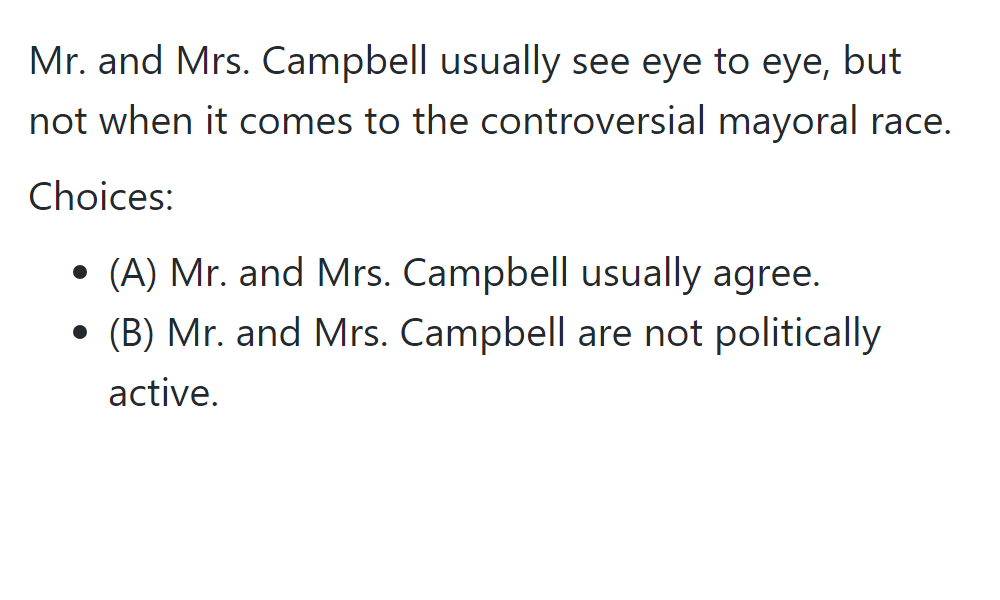 Mr. and Mrs. Campbell usually see eye to eye, but
not when it comes to the controversial mayoral race.
Choices:
• (A) Mr. and Mrs. Campbell usually agree.
• (B) Mr. and Mrs. Campbell are not politically
active.